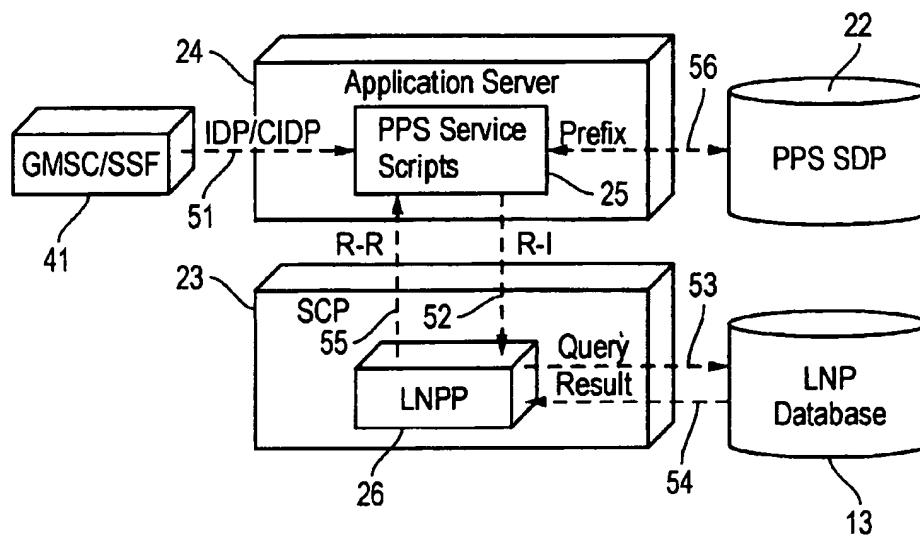 24
22
Application Server
56
IDP/CIDP
PPS Service
Scripts
Prefix
GMSC/SSF
PPS SDP
51
25
41
R-R
R-I
23
53
SCP
55
52
Query
Result
LNPP
LNP
Database
26
54
13